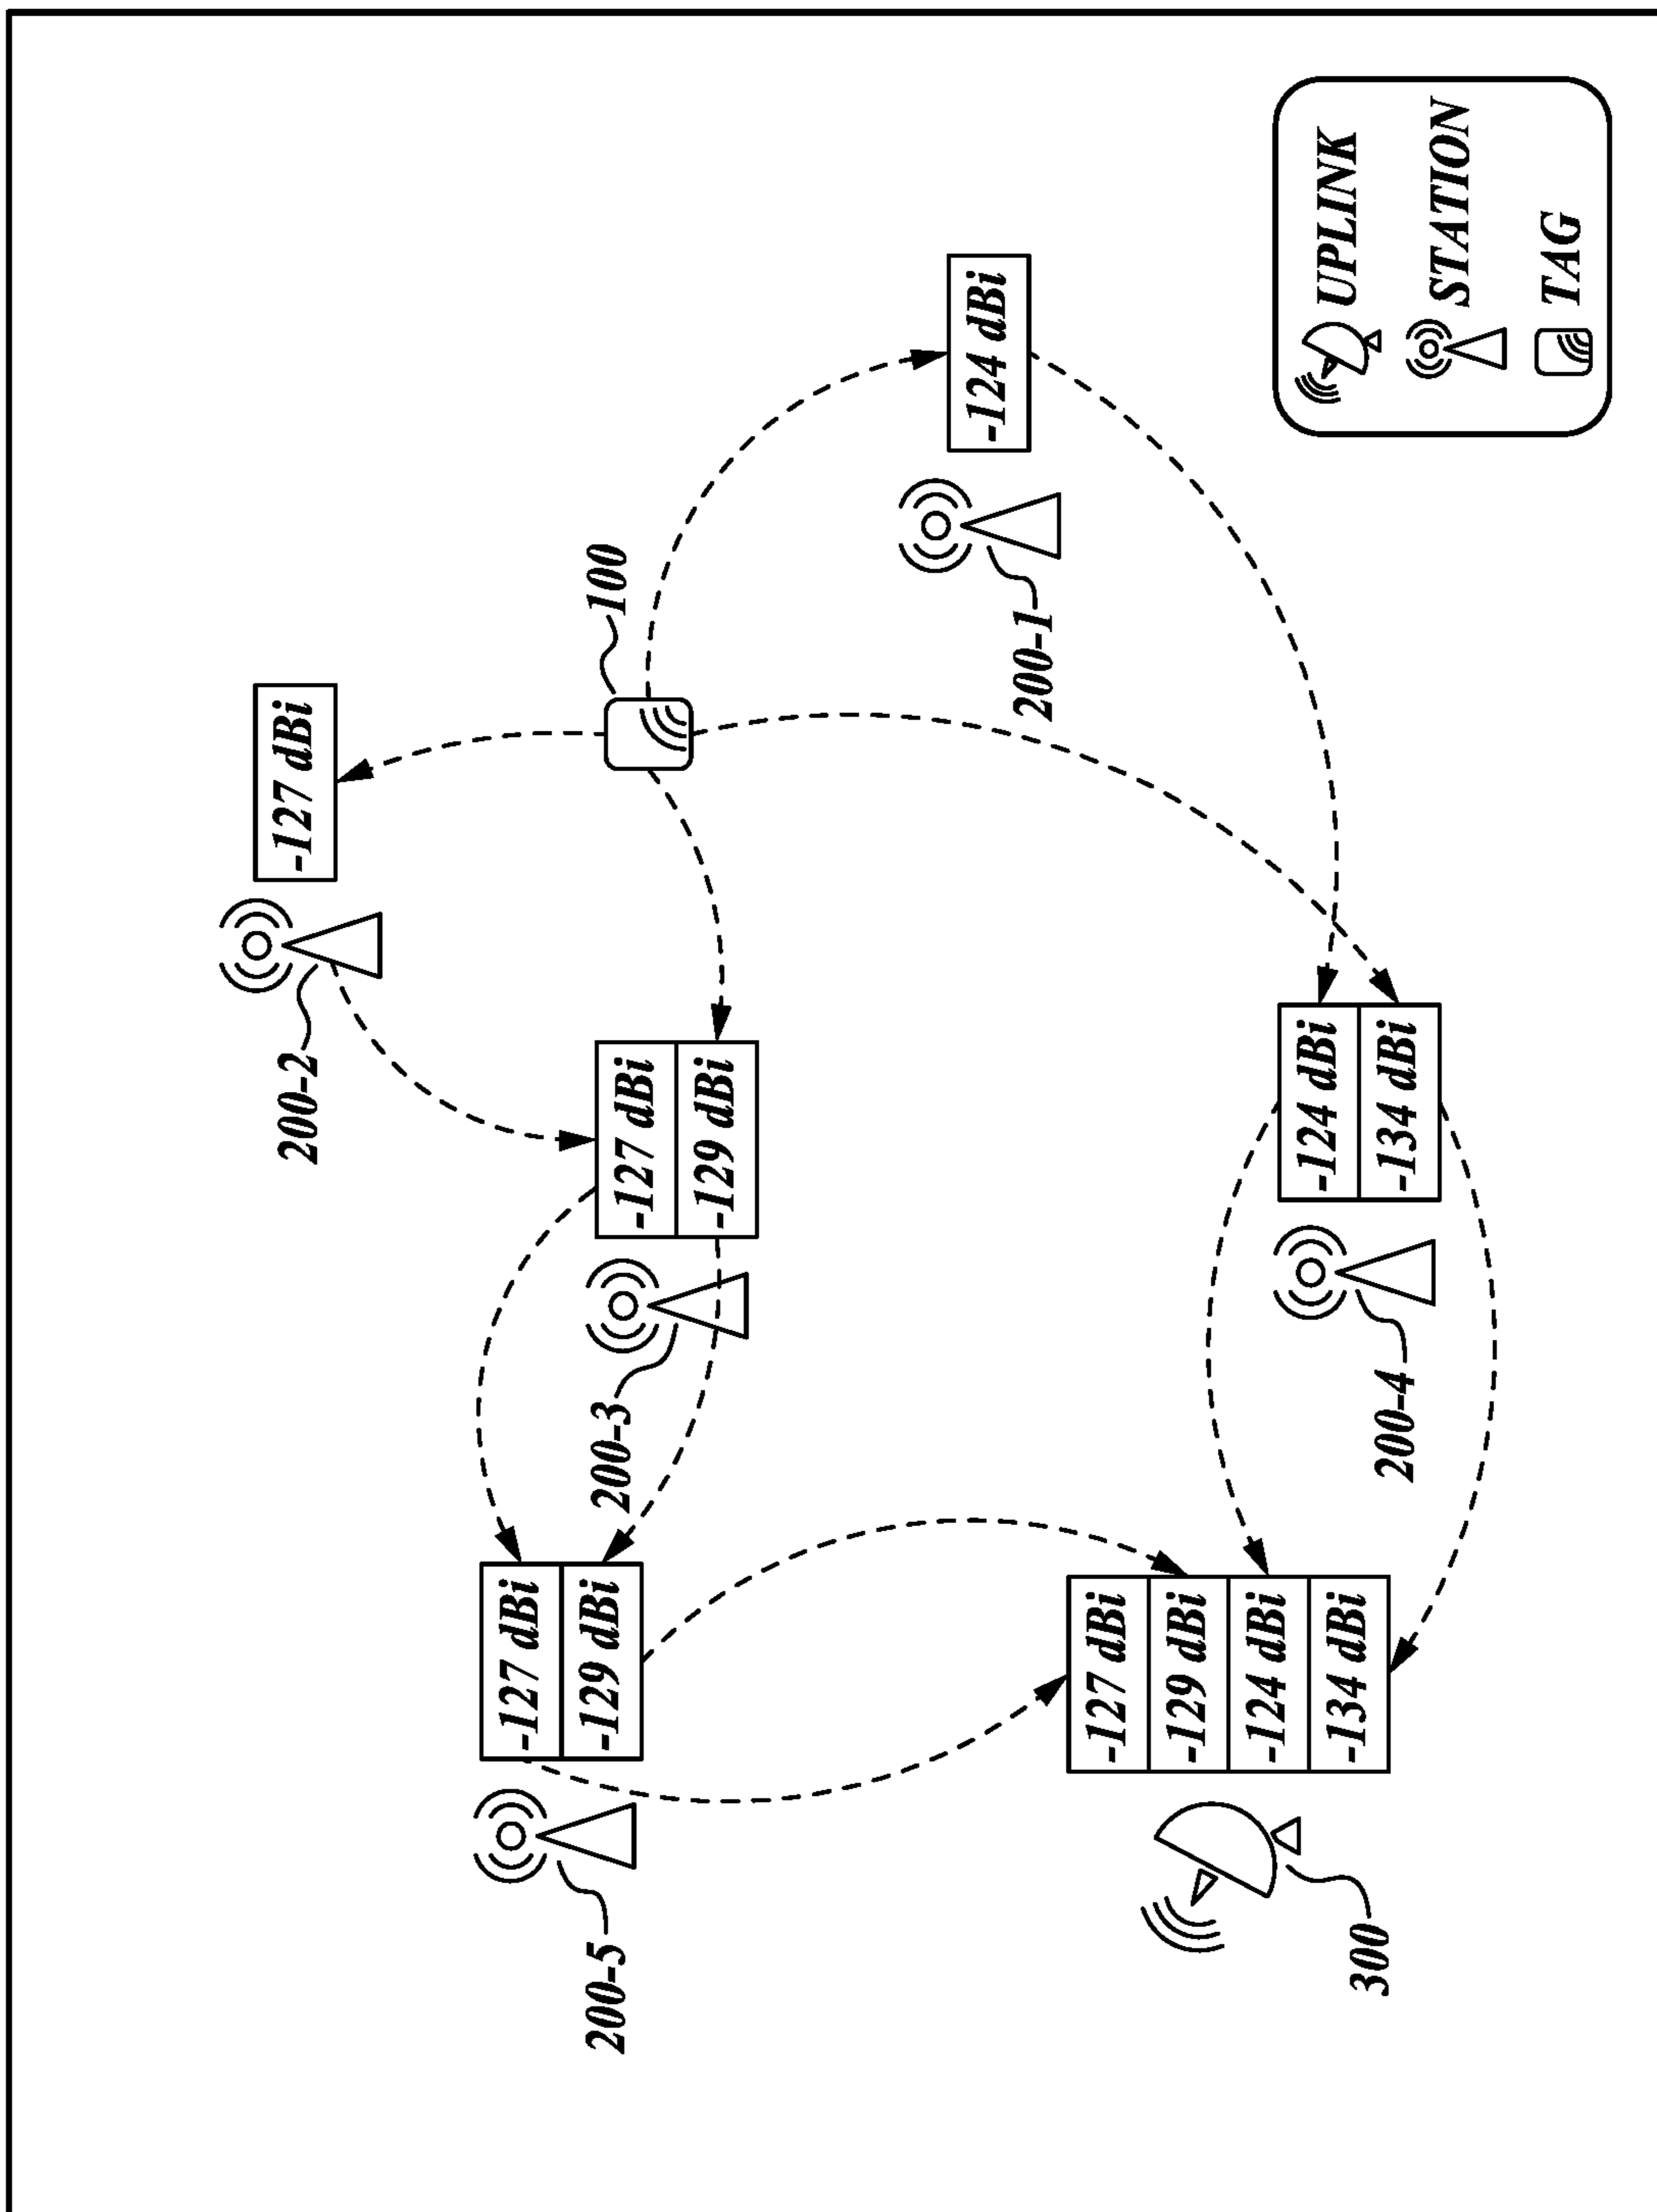 -127 dBi
200-2
100
-127 dBi
-129 dBi
200-3
-127 dBi
-129 dBi
200-5
-124 dBi
200-1
-124 dBi
-134 dBi
200-4
-127 dBi
-129 dBi
-124 dBi
-134 dBi
300
UPLINK
STATION
TAG